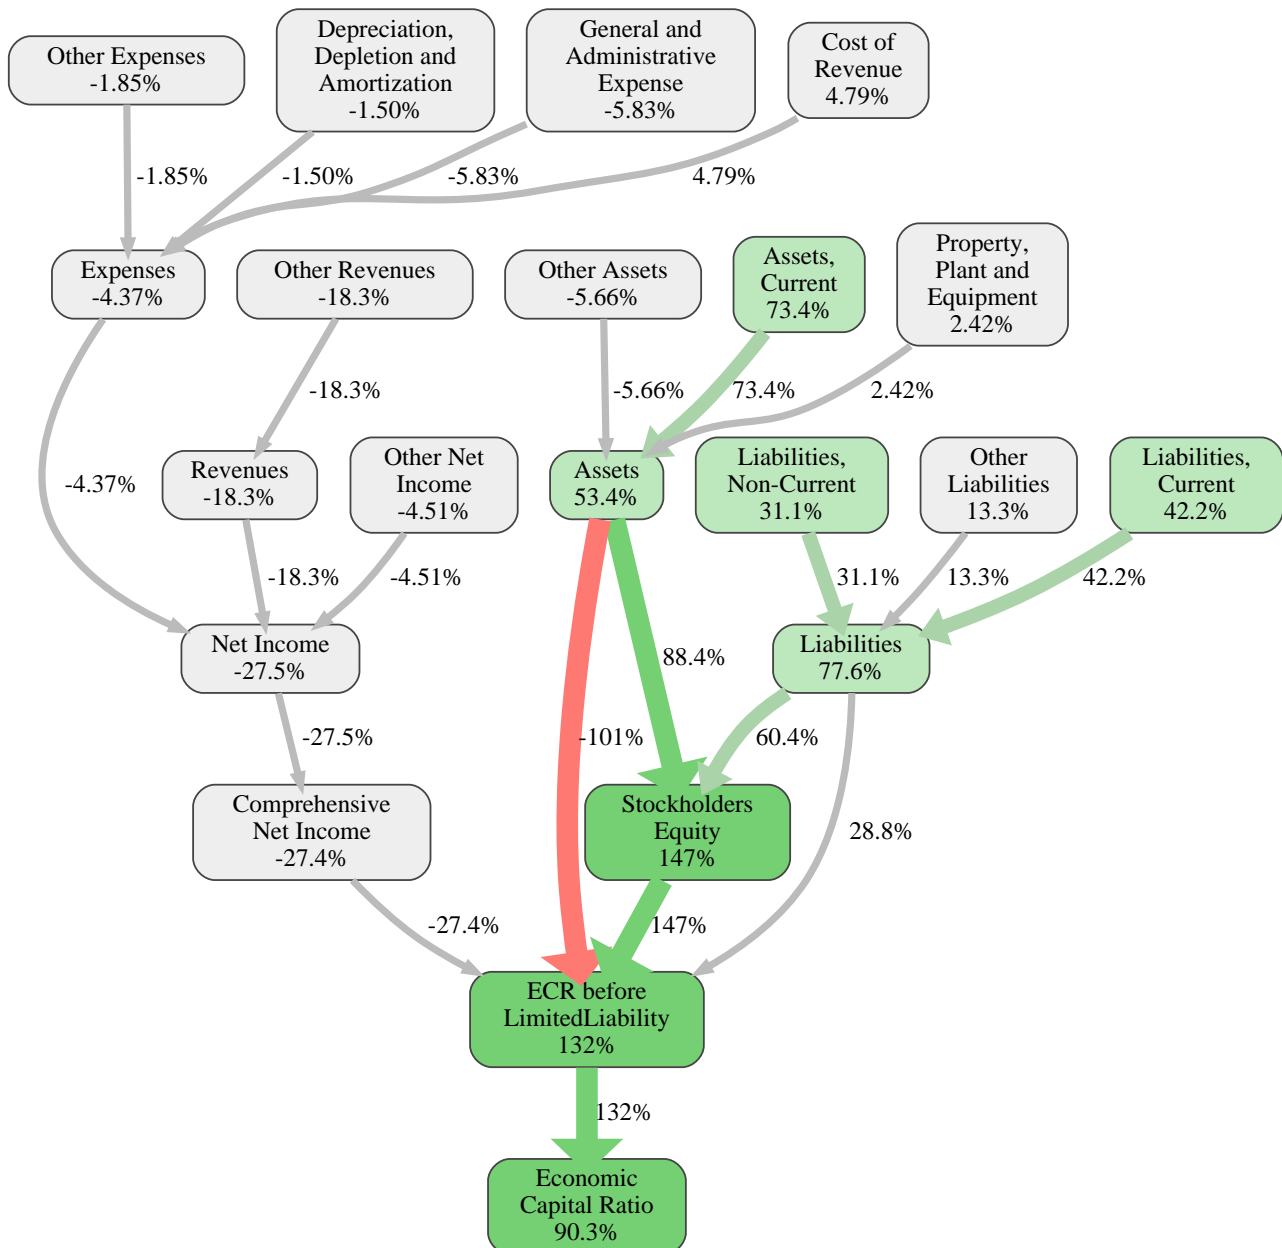 Other Expenses
-1.85%
Depreciation,
Depletion and
Amortization
-1.50%
General and
Administrative
Expense
-5.83%
Cost of
Revenue
4.79%
-1.85%
-1.50%
-5.83%
4.79%
Expenses
-4.37%
Other Revenues
-18.3%
Other Assets
-5.66%
Assets,
Current
73.4%
Property,
Plant and
Equipment
2.42%
-18.3%
-5.66%
73.4%
2.42%
-4.37%
Revenues
-18.3%
Other Net
Income
-4.51%
Assets
53.4%
Liabilities,
Non-Current
31.1%
Other
Liabilities
13.3%
Liabilities,
Current
42.2%
-18.3%
-4.51%
31.1%
13.3%
42.2%
Net Income
-27.5%
88.4%
Liabilities
77.6%
-27.5%
-101%
60.4%
Comprehensive
Net Income
-27.4%
Stockholders
Equity
147%
28.8%
-27.4%
147%
ECR before
LimitedLiability
132%
132%
Economic
Capital Ratio
90.3%